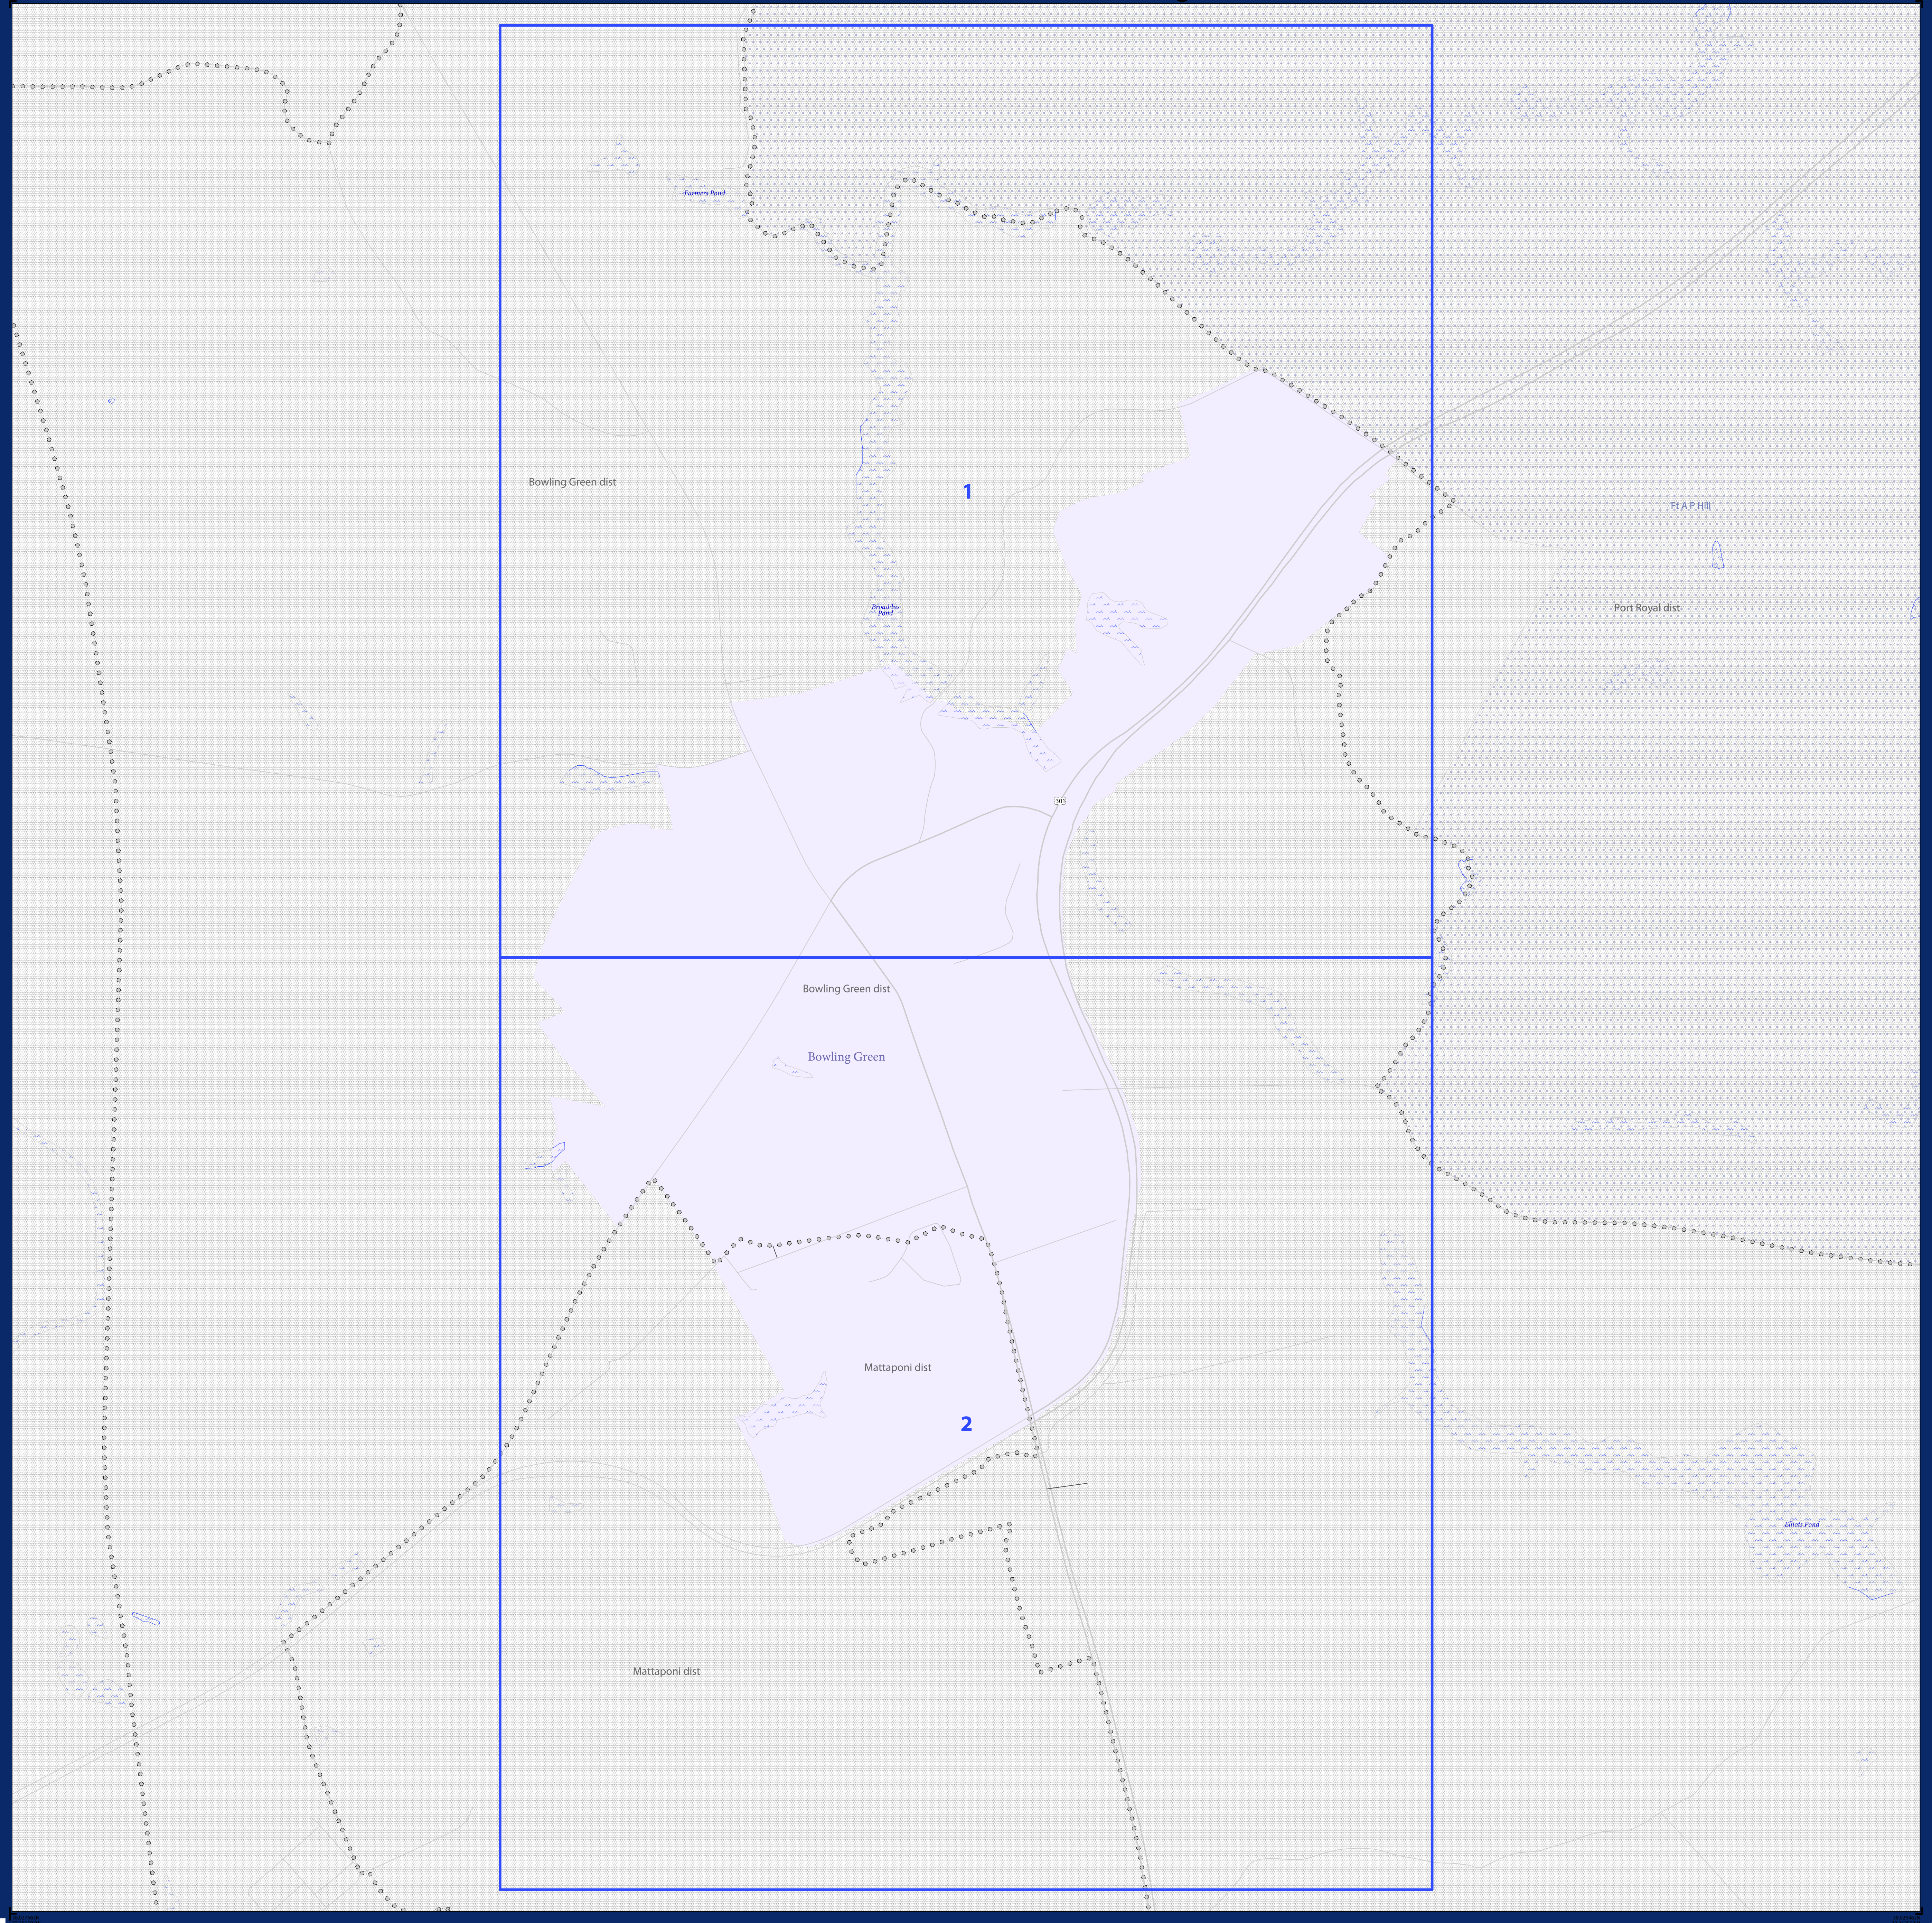 Farmers Pond
Bowling Green dist
1
Ft A P Hill
Broaddus
Pond
Port Royal dist
301
Bowling Green dist
Bowling Green
Mattaponi dist
2
Elliots Pond
Mattaponi dist